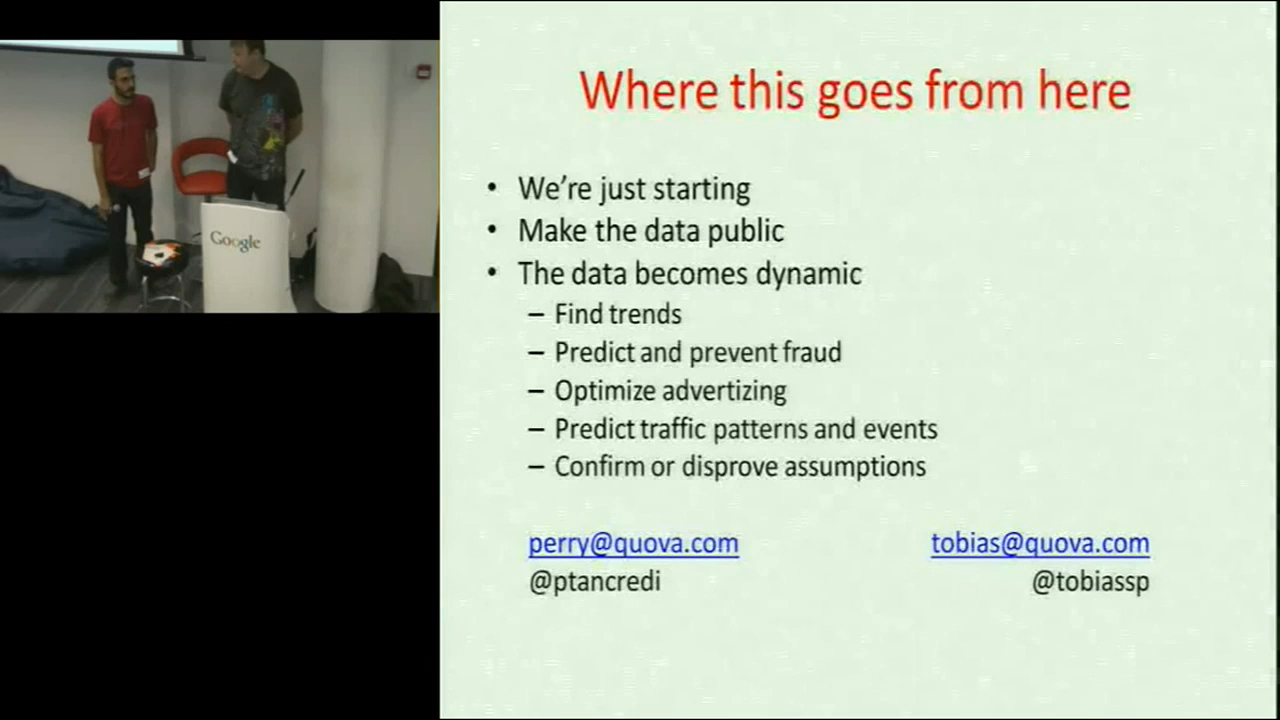 Google
Where this goes from here
• We're just starting
• Make the data public
• The data becomes dynamic
– Find trends
– Predict and prevent fraud
– Optimize advertizing
– Predict traffic patterns and events
– Confirm or disprove assumptions
perry@quova.com
tobias@quova.com
@ptancredi
@tobiassp